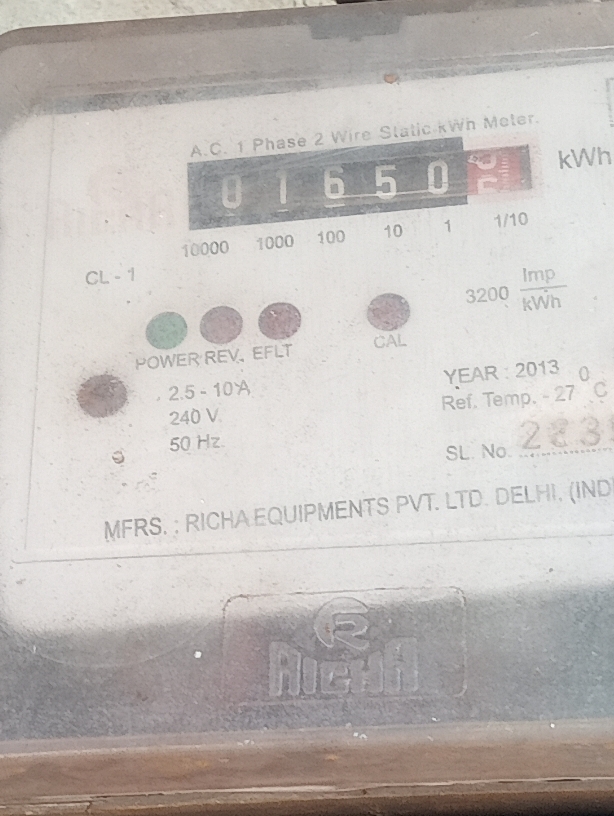 A.C. 1 Phase 2 Wire Static kWh Meter.
0 1 6 5 0 kWh
10000 1000 100 10 1 1/10
CL - 1
3200 Imp/kWh
POWER REV. EFLT CAL
2.5 - 10A
240 V.
50 Hz.
YEAR : 2013
Ref. Temp. - 27 °C
SL. No.
MFRS. : RICHA EQUIPMENTS PVT. LTD. DELHI, (IND
R
RICHA